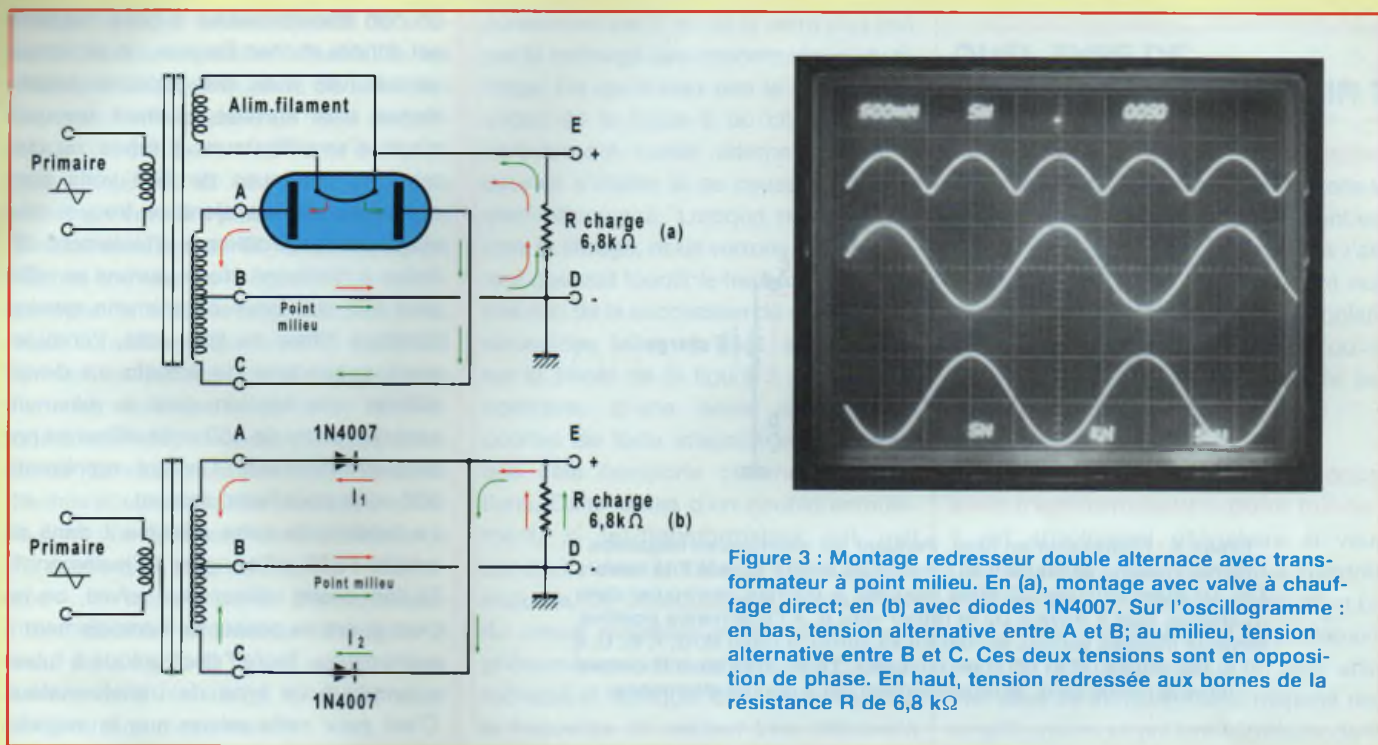 Alim.filament
Primaire
A
B
Point
milieu
C
E
+
R charge
6,8kΩ (a)
D
-
A
1N4007
I1
B
Point milieu
I2
C
1N4007
Primaire
E
+
R charge
6,8kΩ (b)
D
-
500mV
5V
Figure 3 : Montage redresseur double alternace avec trans-
formateur à point milieu. En (a), montage avec valve à chauf-
fage direct; en (b) avec diodes 1N4007. Sur l'oscillogramme :
en bas, tension alternative entre A et B; au milieu, tension
alternative entre B et C. Ces deux tensions sont en opposi-
tion de phase. En haut, tension redressée aux bornes de la
résistance R de 6,8 kΩ